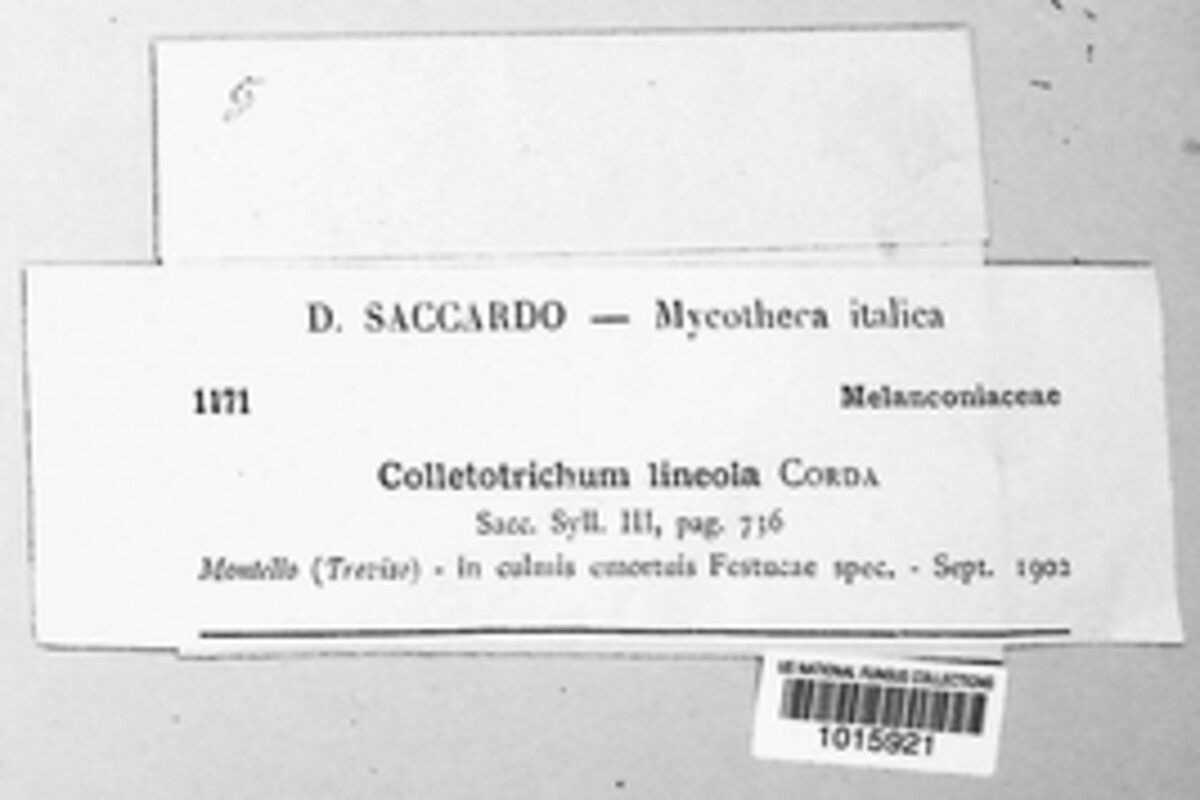 5
D. SACCARDO — Mycotheca italica
1171
Melanconiaceae
Colletotrichum lineola CORDA
Sacc. Syll. III, pag. 736
Montello (Treviso) - in culmis emortuis Festucae spec. - Sept. 1902
US NATIONAL FUNGUS COLLECTIONS
1015921